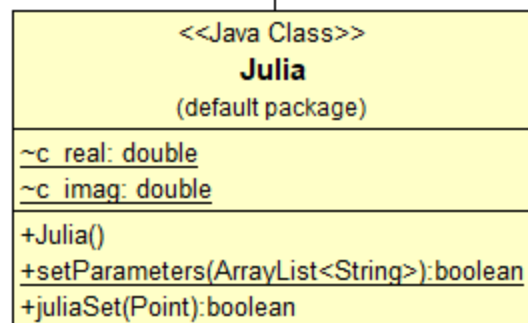 <<Java Class>>
Julia
(default package)
~c_real: double
~c_imag: double
+Julia()
+setParameters(ArrayList<String>):boolean
+juliaSet(Point):boolean